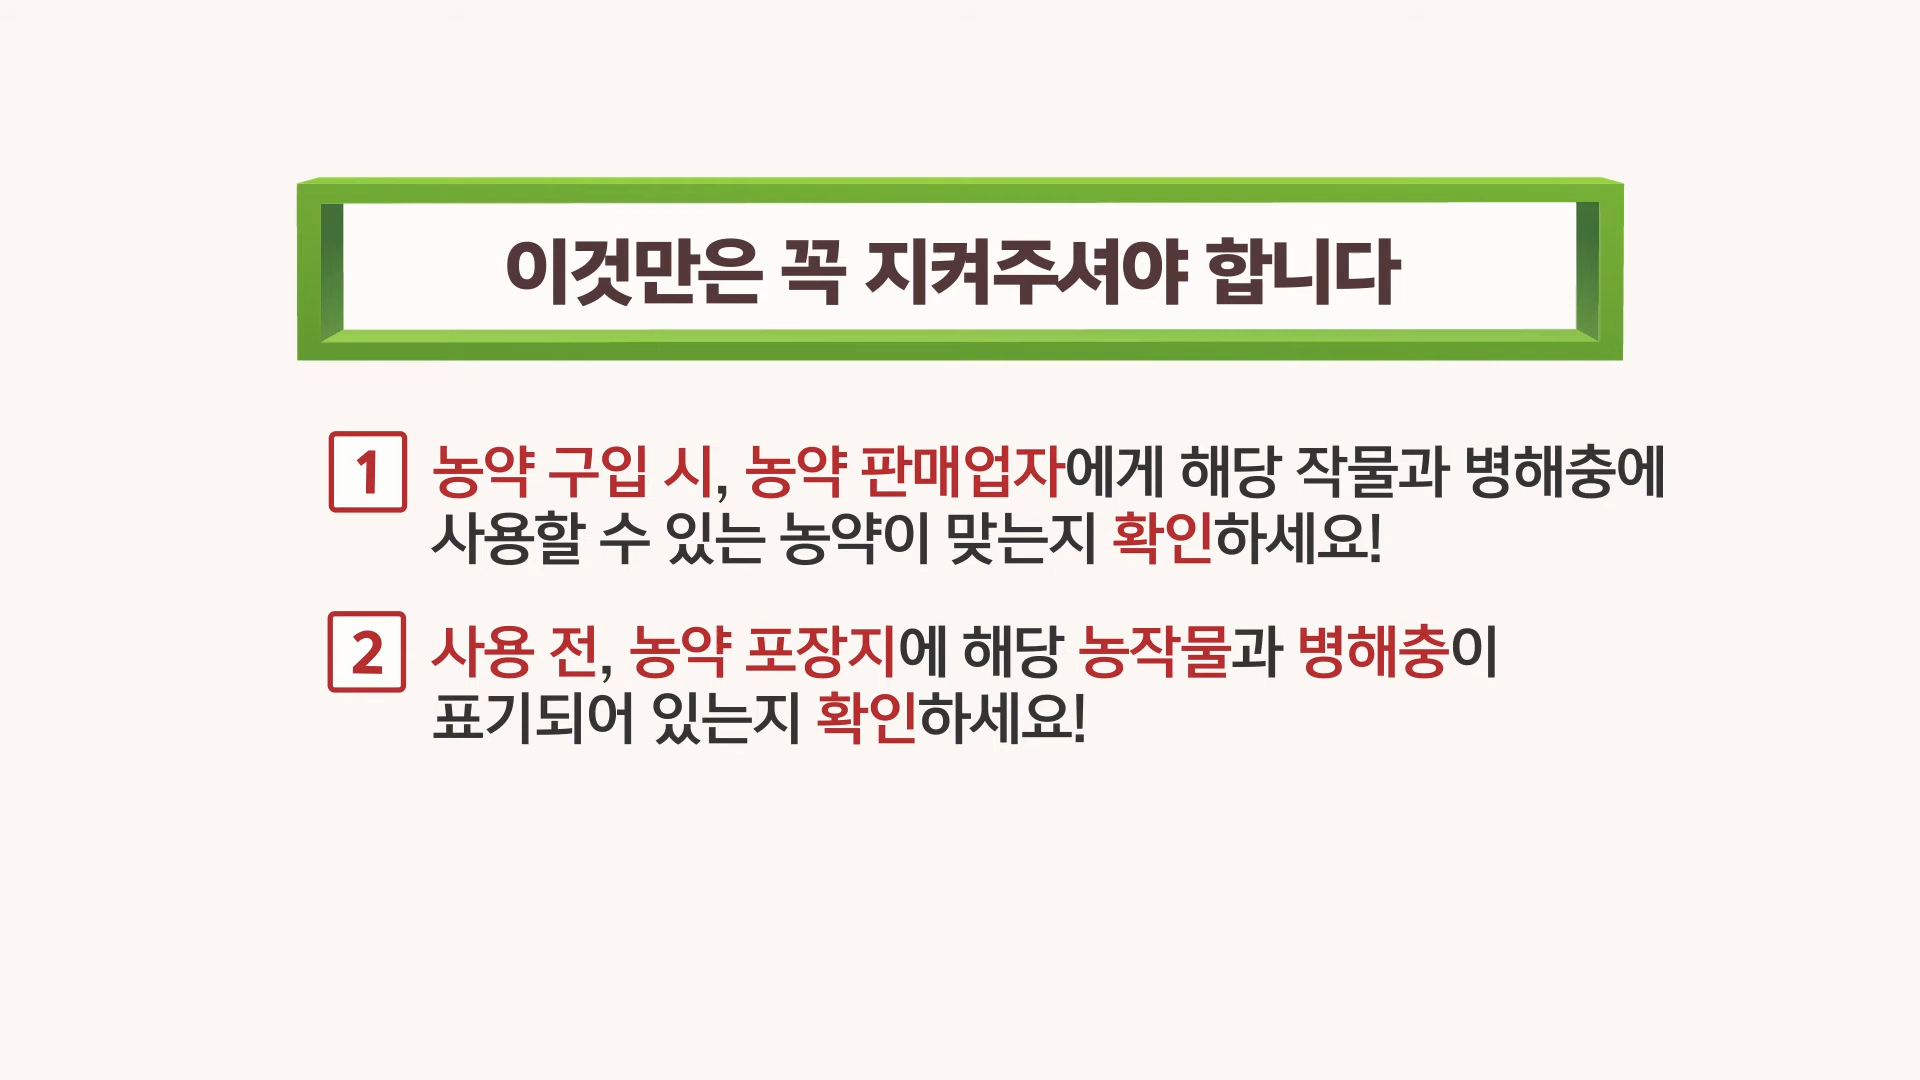 이것만은 꼭 지켜주셔야 합니다
1 농약 구입 시, 농약 판매업자에게 해당 작물과 병해충에
사용할 수 있는 농약이 맞는지 확인하세요!
2 사용 전, 농약 포장지에 해당 농작물과 병해충이
표기되어 있는지 확인하세요!